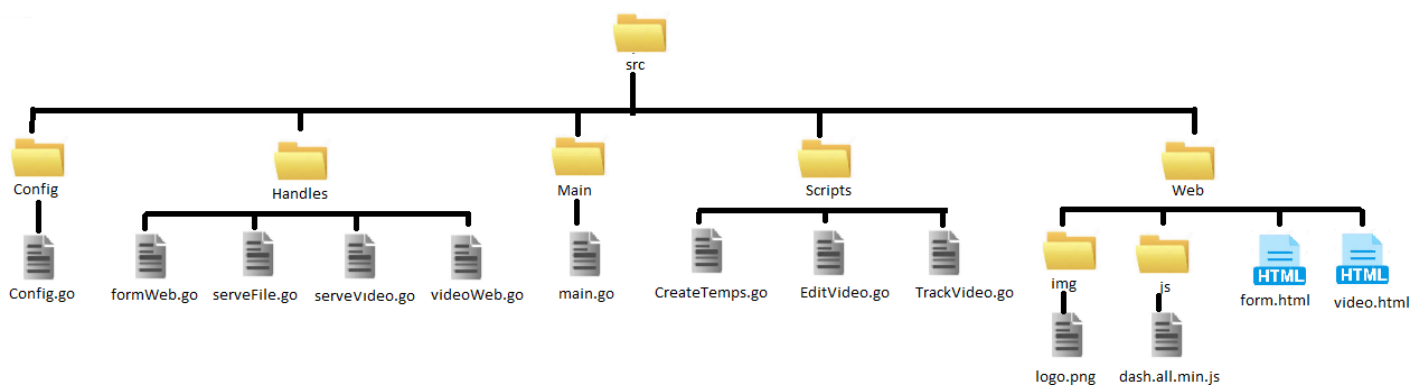 src
Config
Handles
Main
Scripts
Web
Config.go
formWeb.go
serveFile.go
serveVideo.go
videoWeb.go
main.go
CreateTemps.go
EditVideo.go
TrackVideo.go
img
js
HTML
form.html
HTML
video.html
logo.png
dash.all.min.js